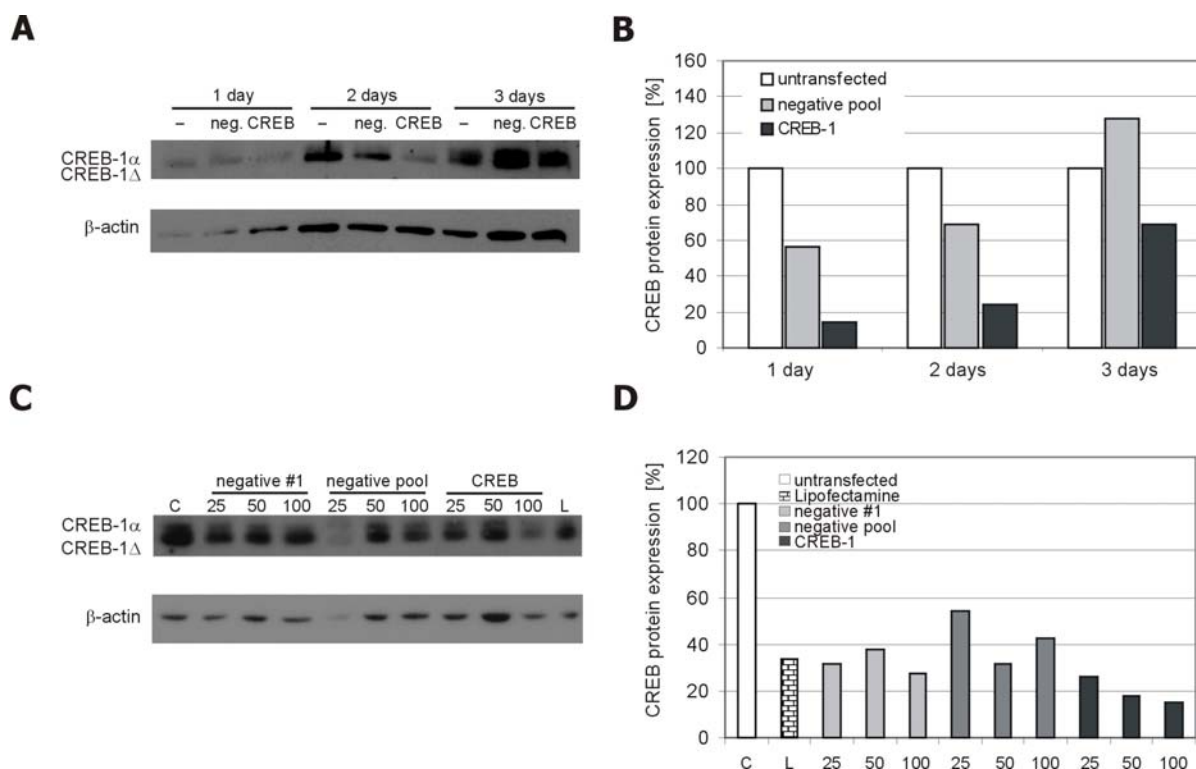 A
1 day 2 days 3 days
– neg. CREB – neg. CREB – neg. CREB
CREB-1α
CREB-1Δ
β-actin
B
CREB protein expression [%]
160
140
120
100
80
60
40
20
0
untransfected
negative pool
CREB-1
1 day 2 days 3 days
C
negative #1 negative pool CREB
C 25 50 100 25 50 100 25 50 100 L
CREB-1α
CREB-1Δ
β-actin
D
CREB protein expression [%]
120
100
80
60
40
20
0
untransfected
Lipofectamine
negative #1
negative pool
CREB-1
C L 25 50 100 25 50 100 25 50 100